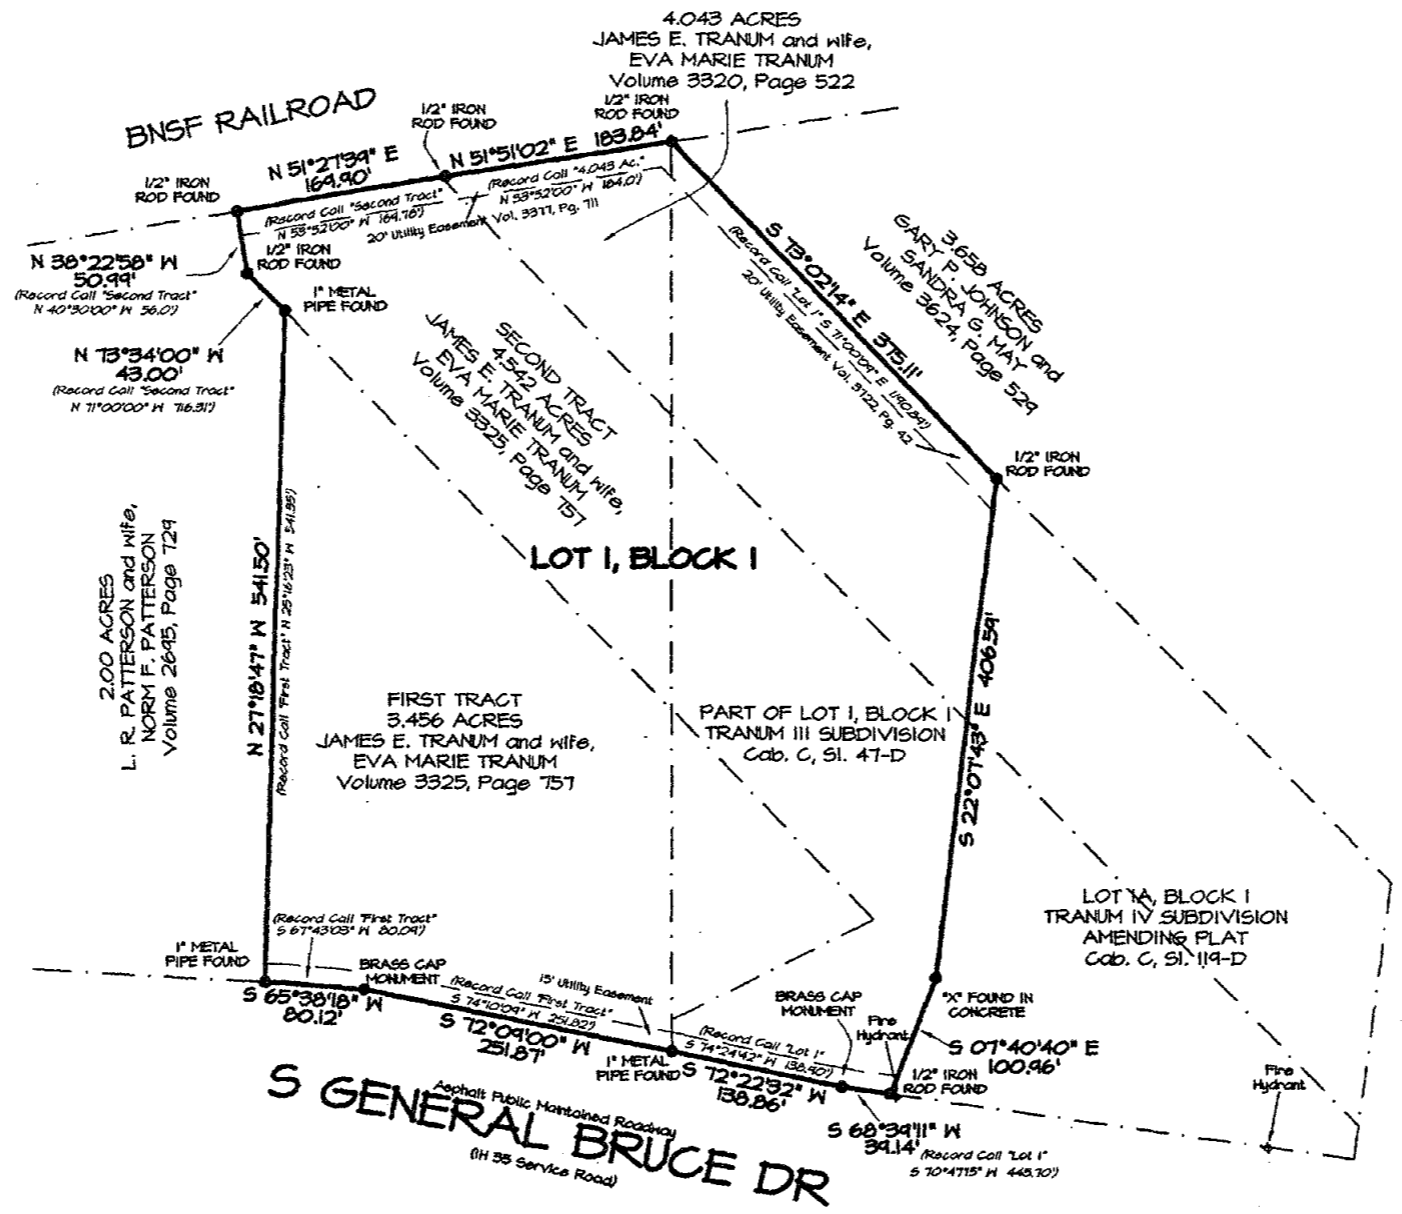 4.043 ACRES
JAMES E. TRANUM and wife,
EVA MARIE TRANUM
Volume 3320, Page 522
BNSF RAILROAD
1/2" IRON
ROD FOUND
1/2" IRON
ROD FOUND
1/2" IRON
ROD FOUND
N 51°27'39" E
169.90'
N 51°51'02" E 183.84'
(Record Call "Second Tract"
N 53°52'00" W 169.78')
(Record Call "4.043 Ac."
N 53°52'00" W 184.0')
20' Utility Easement Vol. 3377, Pg. 711
N 38°22'58" W
50.99'
(Record Call "Second Tract"
N 40°30'00" W 56.0')
1/2" IRON
ROD FOUND
1" METAL
PIPE FOUND
N 73°34'00" W
43.00'
(Record Call "Second Tract"
N 71°00'00" W 716.31')
S 73°02'14" E 375.11'
(Record Call "Lot 1" S 71°00'09" E 1190.89')
20' Utility Easement Vol. 3722, Pg. 42
3.658 ACRES
GARY P. JOHNSON and
SANDRA G. MAY
Volume 3624, Page 529
SECOND TRACT
4.542 ACRES
JAMES E. TRANUM and wife,
EVA MARIE TRANUM
Volume 3325, Page 757
1/2" IRON
ROD FOUND
LOT 1, BLOCK 1
2.00 ACRES
L. R. PATTERSON and wife,
NORM F. PATTERSON
Volume 2695, Page 729
N 27°18'47" W 541.50'
(Record Call "First Tract" N 25°16'23" W 541.55')
FIRST TRACT
3.456 ACRES
JAMES E. TRANUM and wife,
EVA MARIE TRANUM
Volume 3325, Page 757
PART OF LOT 1, BLOCK 1
TRANUM III SUBDIVISION
Cab. C, Sl. 47-D
S 22°07'43" E 406.59'
LOT 1A, BLOCK 1
TRANUM IV SUBDIVISION
AMENDING PLAT
Cab. C, Sl. 119-D
(Record Call "First Tract"
S 67°43'03" W 80.09')
1" METAL
PIPE FOUND
BRASS CAP
MONUMENT
S 65°38'18" W
80.12'
(Record Call "First Tract"
S 74°10'09" W 251.82')
15' Utility Easement
S 72°09'00" W
251.87'
1" METAL
PIPE FOUND
(Record Call "Lot 1"
S 74°24'42" W 138.90')
BRASS CAP
MONUMENT
Fire
Hydrant
"X" FOUND IN
CONCRETE
S 07°40'40" E
100.96'
1/2" IRON
ROD FOUND
S 72°22'32" W
138.86'
S 68°39'11" W
39.14'
(Record Call "Lot 1"
S 70°47'15" W 445.70')
Fire
Hydrant
Asphalt Public Maintained Roadway
S GENERAL BRUCE DR
(IH 35 Service Road)